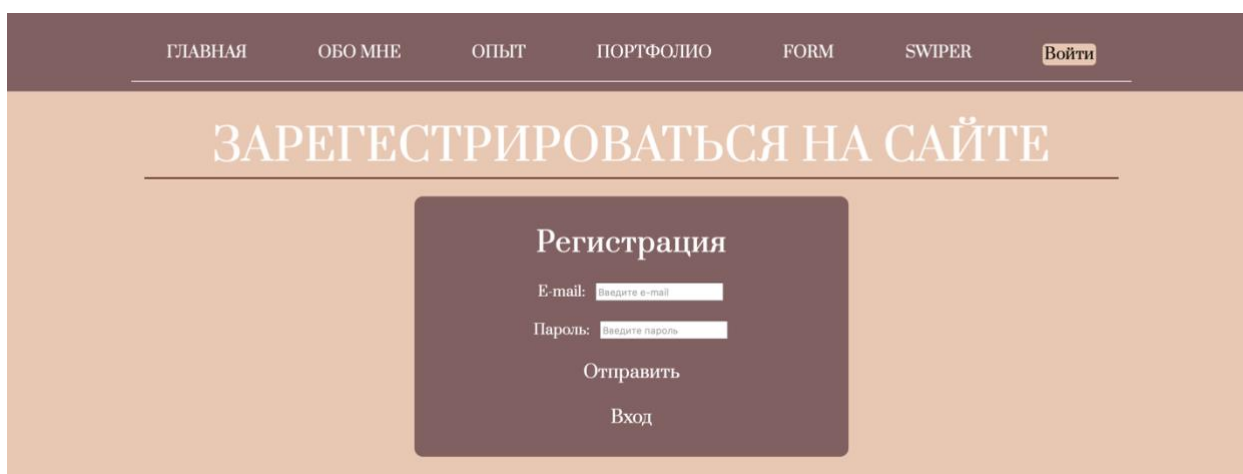 ГЛАВНАЯ ОБО МНЕ ОПЫТ ПОРТФОЛИО FORM SWIPER Войти
ЗАРЕГЕСТРИРОВАТЬСЯ НА САЙТЕ
Регистрация
E-mail: Введите e-mail
Пароль: Введите пароль
Отправить
Вход